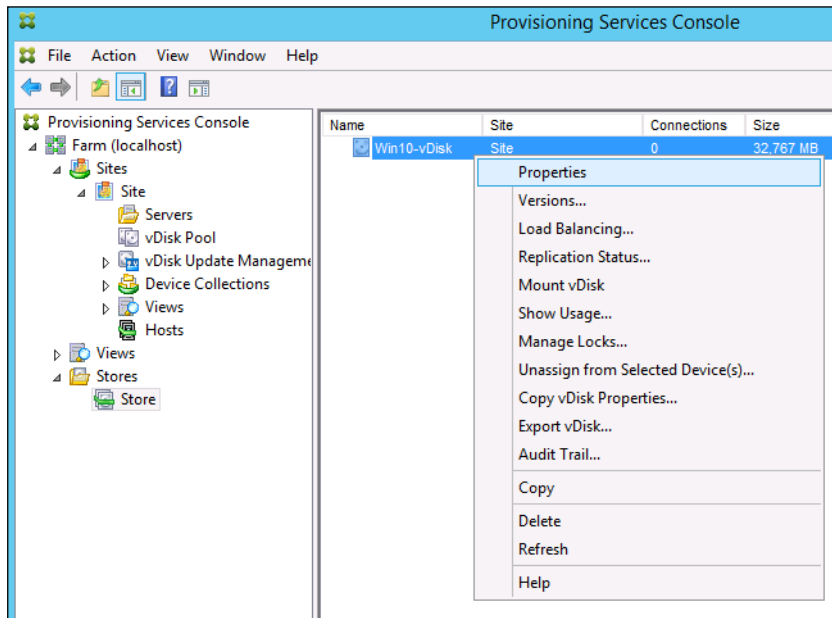 Provisioning Services Console
File Action View Window Help
Provisioning Services Console
Farm (localhost)
Sites
Site
Servers
vDisk Pool
vDisk Update Manageme
Device Collections
Views
Hosts
Views
Stores
Store
Name Site Connections Size
Win10-vDisk Site 0 32,767 MB
Properties
Versions...
Load Balancing...
Replication Status...
Mount vDisk
Show Usage...
Manage Locks...
Unassign from Selected Device(s)...
Copy vDisk Properties...
Export vDisk...
Audit Trail...
Copy
Delete
Refresh
Help